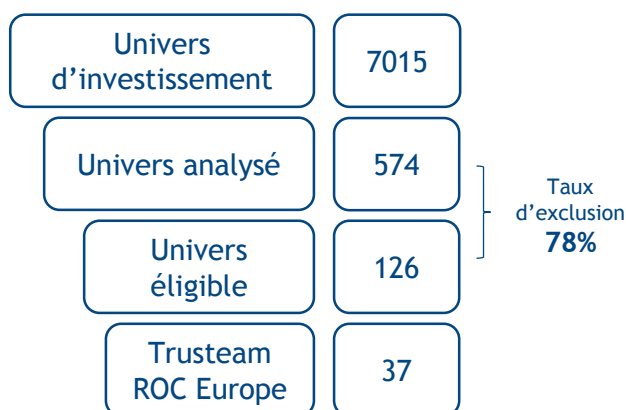 Univers
d'investissement
7015
Univers analysé
574
Taux
d'exclusion
78%
Univers
éligible
126
Trusteam
ROC Europe
37